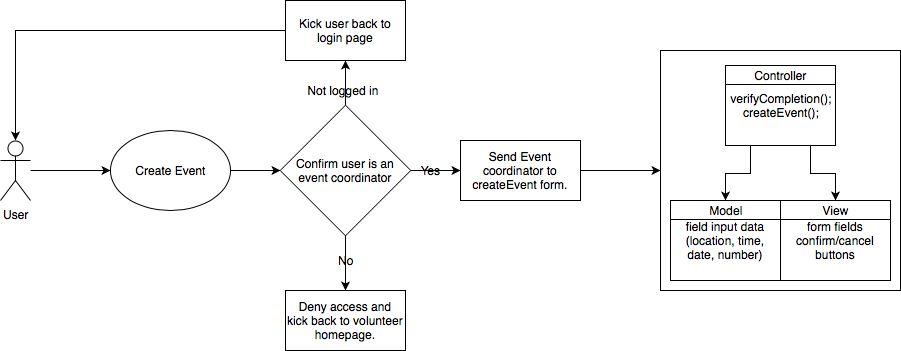 Kick user back to
login page
Not logged in
User
Create Event
Confirm user is an
event coordinator
Yes
No
Deny access and
kick back to volunteer
homepage.
Send Event
coordinator to
createEvent form.
Controller
verifyCompletion();
createEvent();
Model
field input data
(location, time,
date, number)
View
form fields
confirm/cancel
buttons